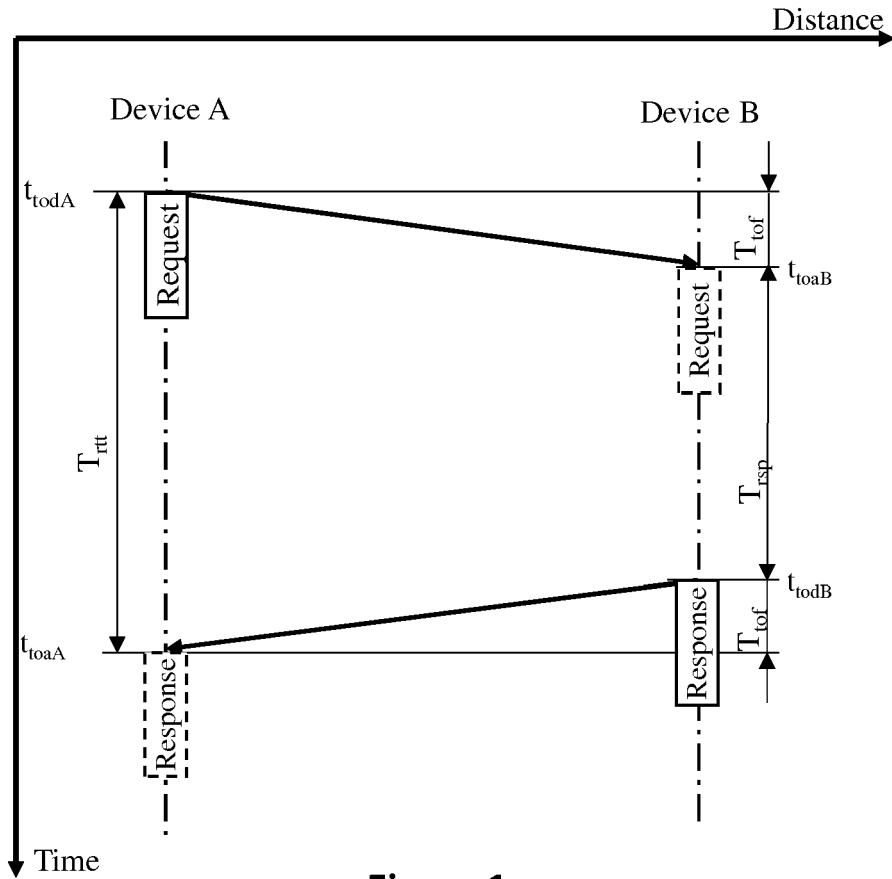 Distance
Device A
Device B
t_todA
Request
T_tof
t_toaB
Request
T_rtt
T_rsp
t_todB
Response
T_tof
t_toaA
Response
Time
Figure 1